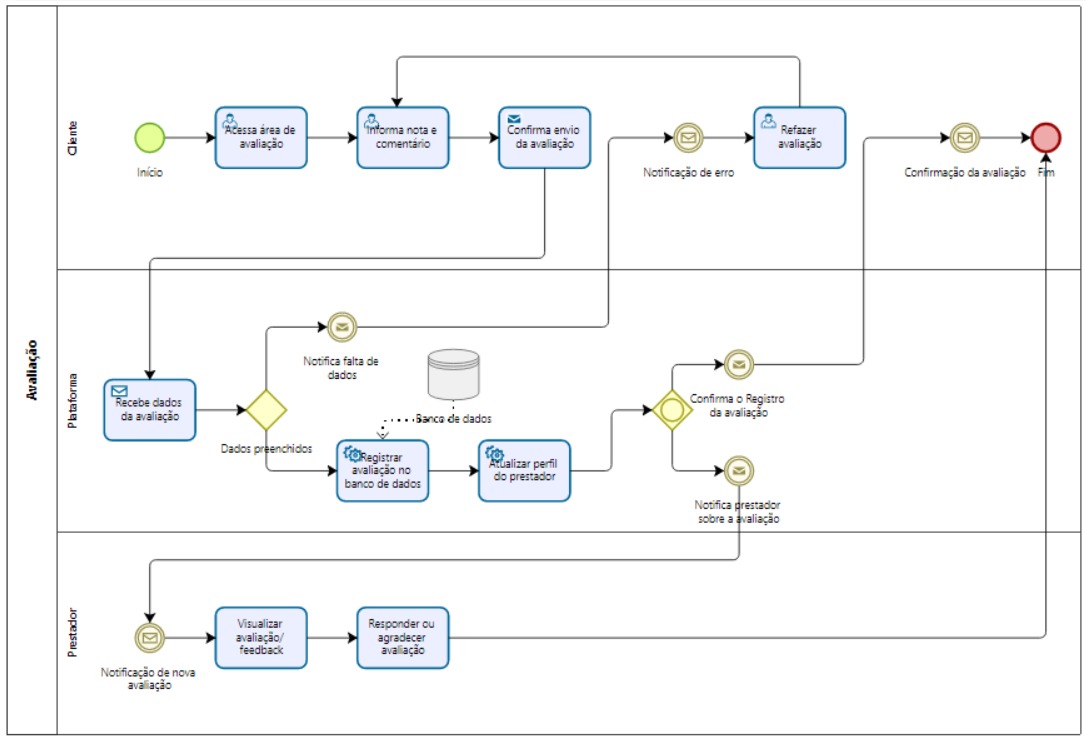 Avaliação
Cliente
Início
Acessa área de
avaliação
Informa nota e
comentário
Confirma envio
da avaliação
Notificação de erro
Refazer
avaliação
Confirmação da avaliação
Fim
Plataforma
Recebe dados
da avaliação
Dados preenchidos
Notifica falta de
dados
Banco de dados
Registrar
avaliação no
banco de dados
Atualizar perfil
do prestador
Confirma o Registro
da avaliação
Notifica prestador
sobre a avaliação
Prestador
Notificação de nova
avaliação
Visualizar
avaliação/
feedback
Responder ou
agradecer
avaliação